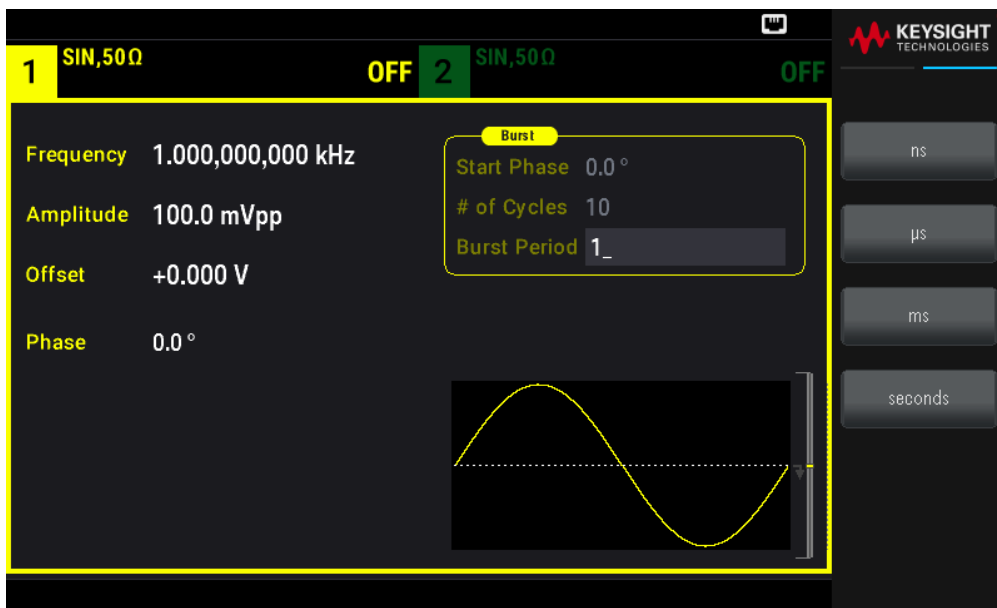 KEYSIGHT
TECHNOLOGIES
1 SIN,50Ω OFF
2 SIN,50Ω OFF
Frequency 1.000,000,000 kHz
Amplitude 100.0 mVpp
Offset +0.000 V
Phase 0.0 °
Burst
Start Phase 0.0 °
# of Cycles 10
Burst Period 1_
ns
µs
ms
seconds